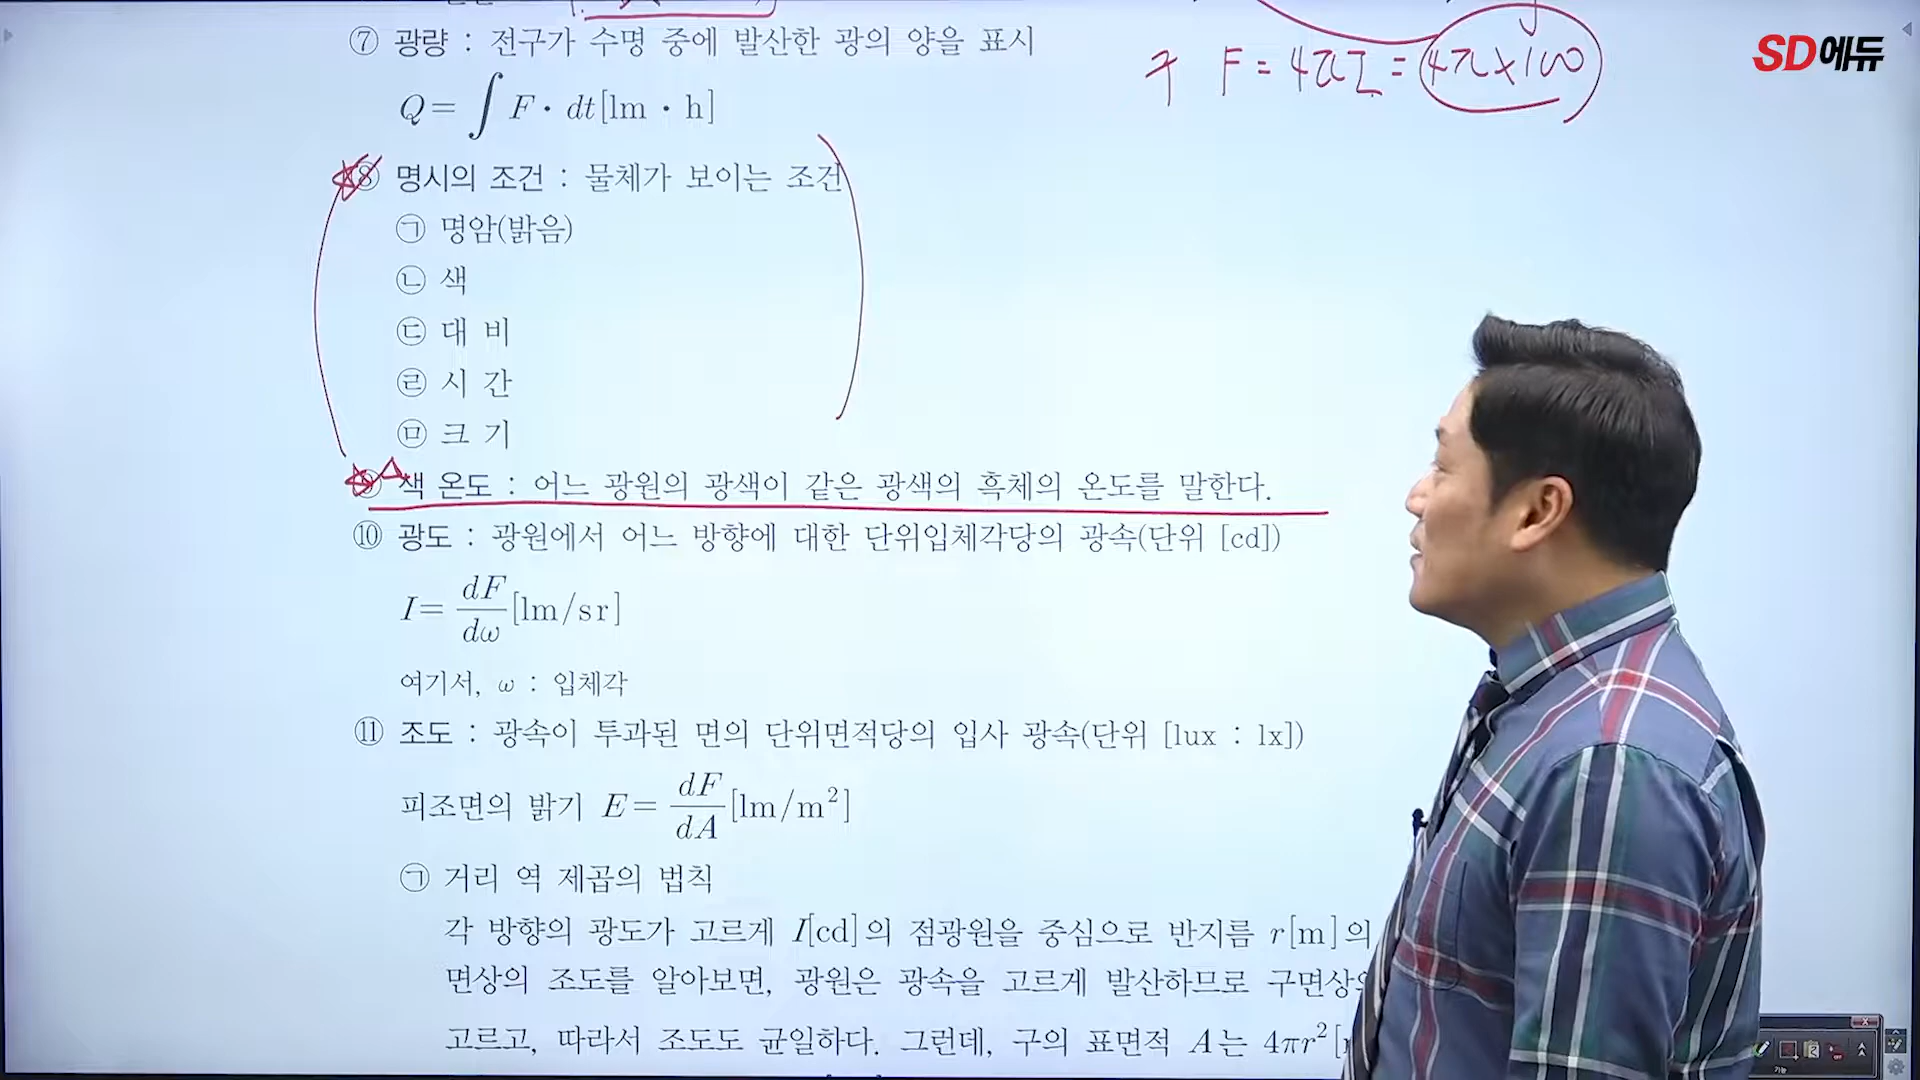 SD에듀
⑦ 광량 : 전구가 수명 중에 발산한 광의 양을 표시
Q= ∫ F・dt[lm・h]
구 F = 4πI = 4π×100
⑧ 명시의 조건 : 물체가 보이는 조건
㉠ 명암(밝음)
㉡ 색
㉢ 대 비
㉣ 시 간
㉤ 크 기
⑨ 색 온도 : 어느 광원의 광색이 같은 광색의 흑체의 온도를 말한다.
⑩ 광도 : 광원에서 어느 방향에 대한 단위입체각당의 광속(단위 [cd])
I= dF/dω [lm/sr]
여기서, ω : 입체각
⑪ 조도 : 광속이 투과된 면의 단위면적당의 입사 광속(단위 [lux : lx])
피조면의 밝기 E= dF/dA [lm/m²]
㉠ 거리 역 제곱의 법칙
각 방향의 광도가 고르게 I[cd]의 점광원을 중심으로 반지름 r[m]의
면상의 조도를 알아보면, 광원은 광속을 고르게 발산하므로 구면상의
고르고, 따라서 조도도 균일하다. 그런데, 구의 표면적 A는 4πr²